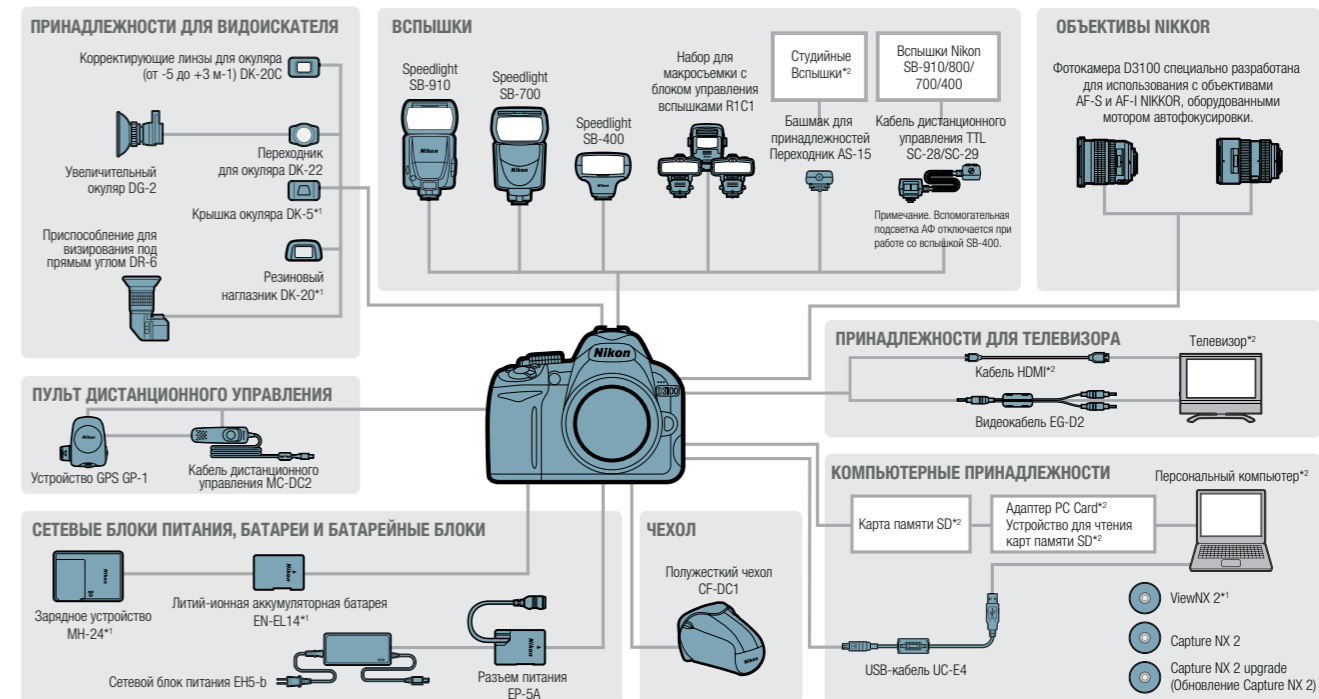 ПРИНАДЛЕЖНОСТИ ДЛЯ ВИДОИСКАТЕЛЯ
Корректирующие линзы для окуляра
(от -5 до +3 м-1) DK-20C
Переходник
для окуляра DK-22
Увеличительный
окуляр DG-2
Крышка окуляра DK-5*1
Приспособление для
визирования под
прямым углом DR-6
Резиновый
наглазник DK-20*1
ВСПЫШКИ
Speedlight
SB-910
Speedlight
SB-700
Speedlight
SB-400
Набор для
макросъемки с
блоком управления
вспышками R1C1
Студийные
Вспышки*2
Башмак для
принадлежностей
Переходник AS-15
Вспышки Nikon
SB-910/800/
700/400
Кабель дистанционного
управления TTL
SC-28/SC-29
Примечание. Вспомогательная
подсветка АФ отключается при
работе со вспышкой SB-400.
Nikon
Nikon
Nikon
ОБЪЕКТИВЫ NIKKOR
Фотокамера D3100 специально разработана
для использования с объективами
AF-S и AF-I NIKKOR, оборудованными
мотором автофокусировки.
Nikon
D3100
ПРИНАДЛЕЖНОСТИ ДЛЯ ТЕЛЕВИЗОРА
Телевизор*2
Кабель HDMI*2
Видеокабель EG-D2
ПУЛЬТ ДИСТАНЦИОННОГО УПРАВЛЕНИЯ
Nikon
Устройство GPS GP-1
Кабель дистанционного
управления MC-DC2
КОМПЬЮТЕРНЫЕ ПРИНАДЛЕЖНОСТИ
Персональный компьютер*2
Карта памяти SD*2
Адаптер PC Card*2
Устройство для чтения
карт памяти SD*2
USB-кабель UC-E4
ViewNX 2*1
Capture NX 2
Capture NX 2 upgrade
(Обновление Capture NX 2)
СЕТЕВЫЕ БЛОКИ ПИТАНИЯ, БАТАРЕИ И БАТАРЕЙНЫЕ БЛОКИ
Nikon
Nikon
Зарядное устройство
MH-24*1
Литий-ионная аккумуляторная батарея
EN-EL14*1
Сетевой блок питания EH5-b
Nikon
Разъем питания
EP-5A
ЧЕХОЛ
Полужесткий чехол
CF-DC1
Nikon